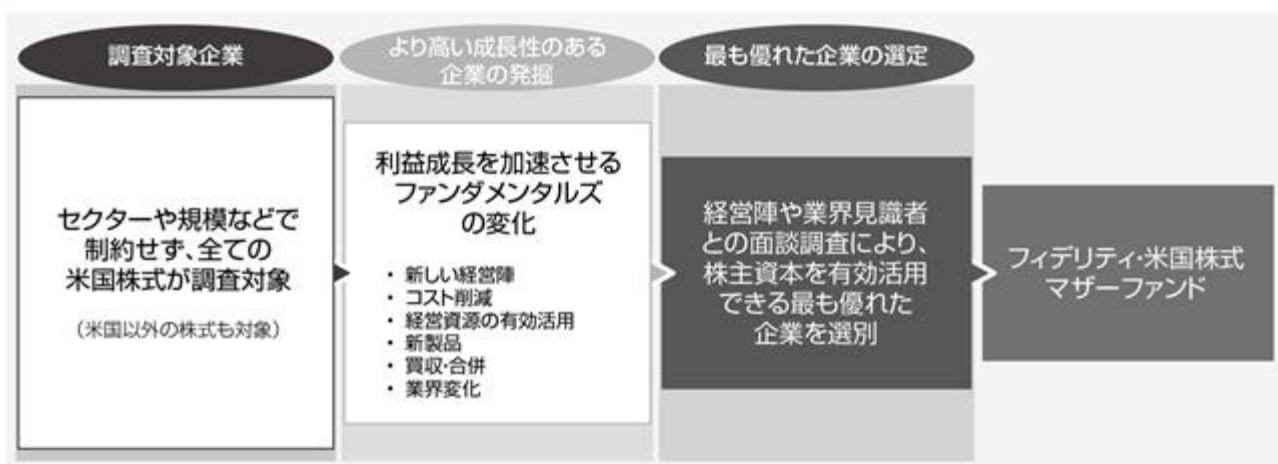 調査対象企業
より高い成長性のある
企業の発掘
最も優れた企業の選定
セクターや規模などで
制約せず、全ての
米国株式が調査対象
（米国以外の株式も対象）
利益成長を加速させる
ファンダメンタルズ
の変化
・ 新しい経営陣
・ コスト削減
・ 経営資源の有効活用
・ 新製品
・ 買収・合併
・ 業界変化
経営陣や業界見識者
との面談調査により、
株主資本を有効活用
できる最も優れた
企業を選別
フィデリティ・米国株式
マザーファンド